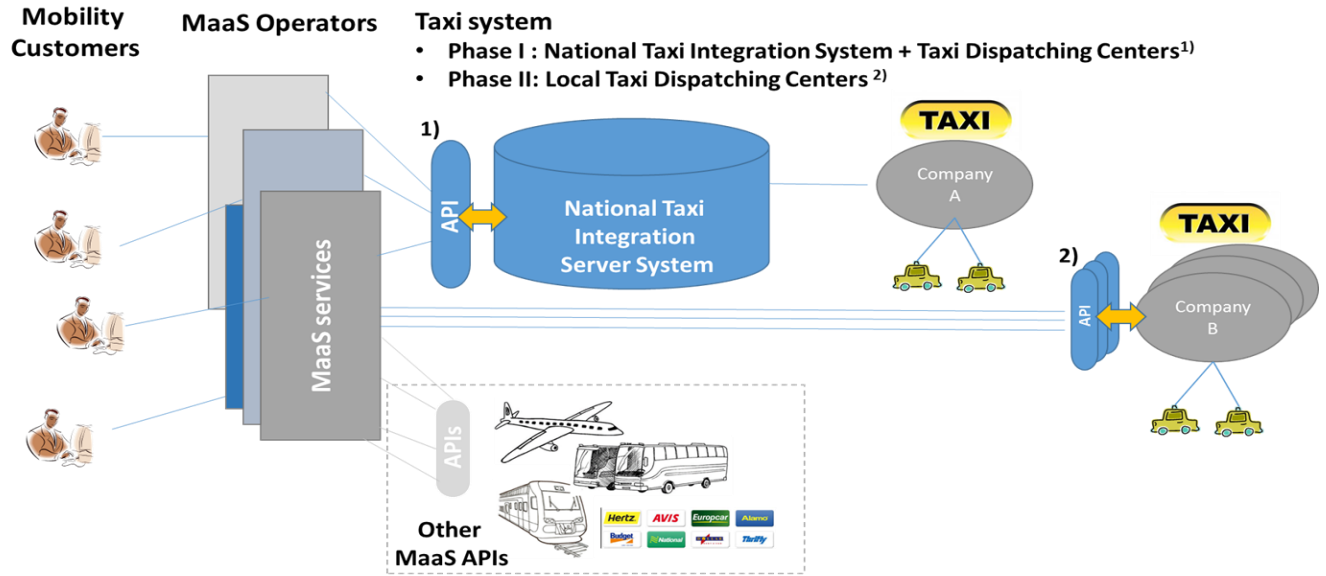 Mobility
Customers
MaaS Operators
Taxi system
• Phase I : National Taxi Integration System + Taxi Dispatching Centers1)
• Phase II: Local Taxi Dispatching Centers 2)
1)
API
National Taxi
Integration
Server System
TAXI
Company
A
TAXI
2)
API
Company
B
MaaS services
APIs
Other
MaaS APIs
Hertz
AVIS
Europcar
Alamo
Budget
National
Thrifty